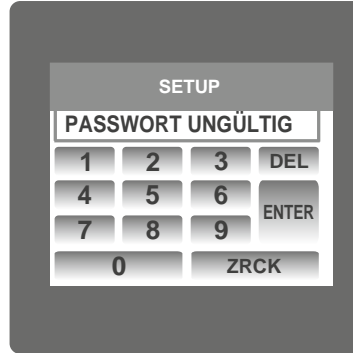 SETUP
PASSWORT UNGÜLTIG
1 2 3 DEL
4 5 6 ENTER
7 8 9
0 ZRCK